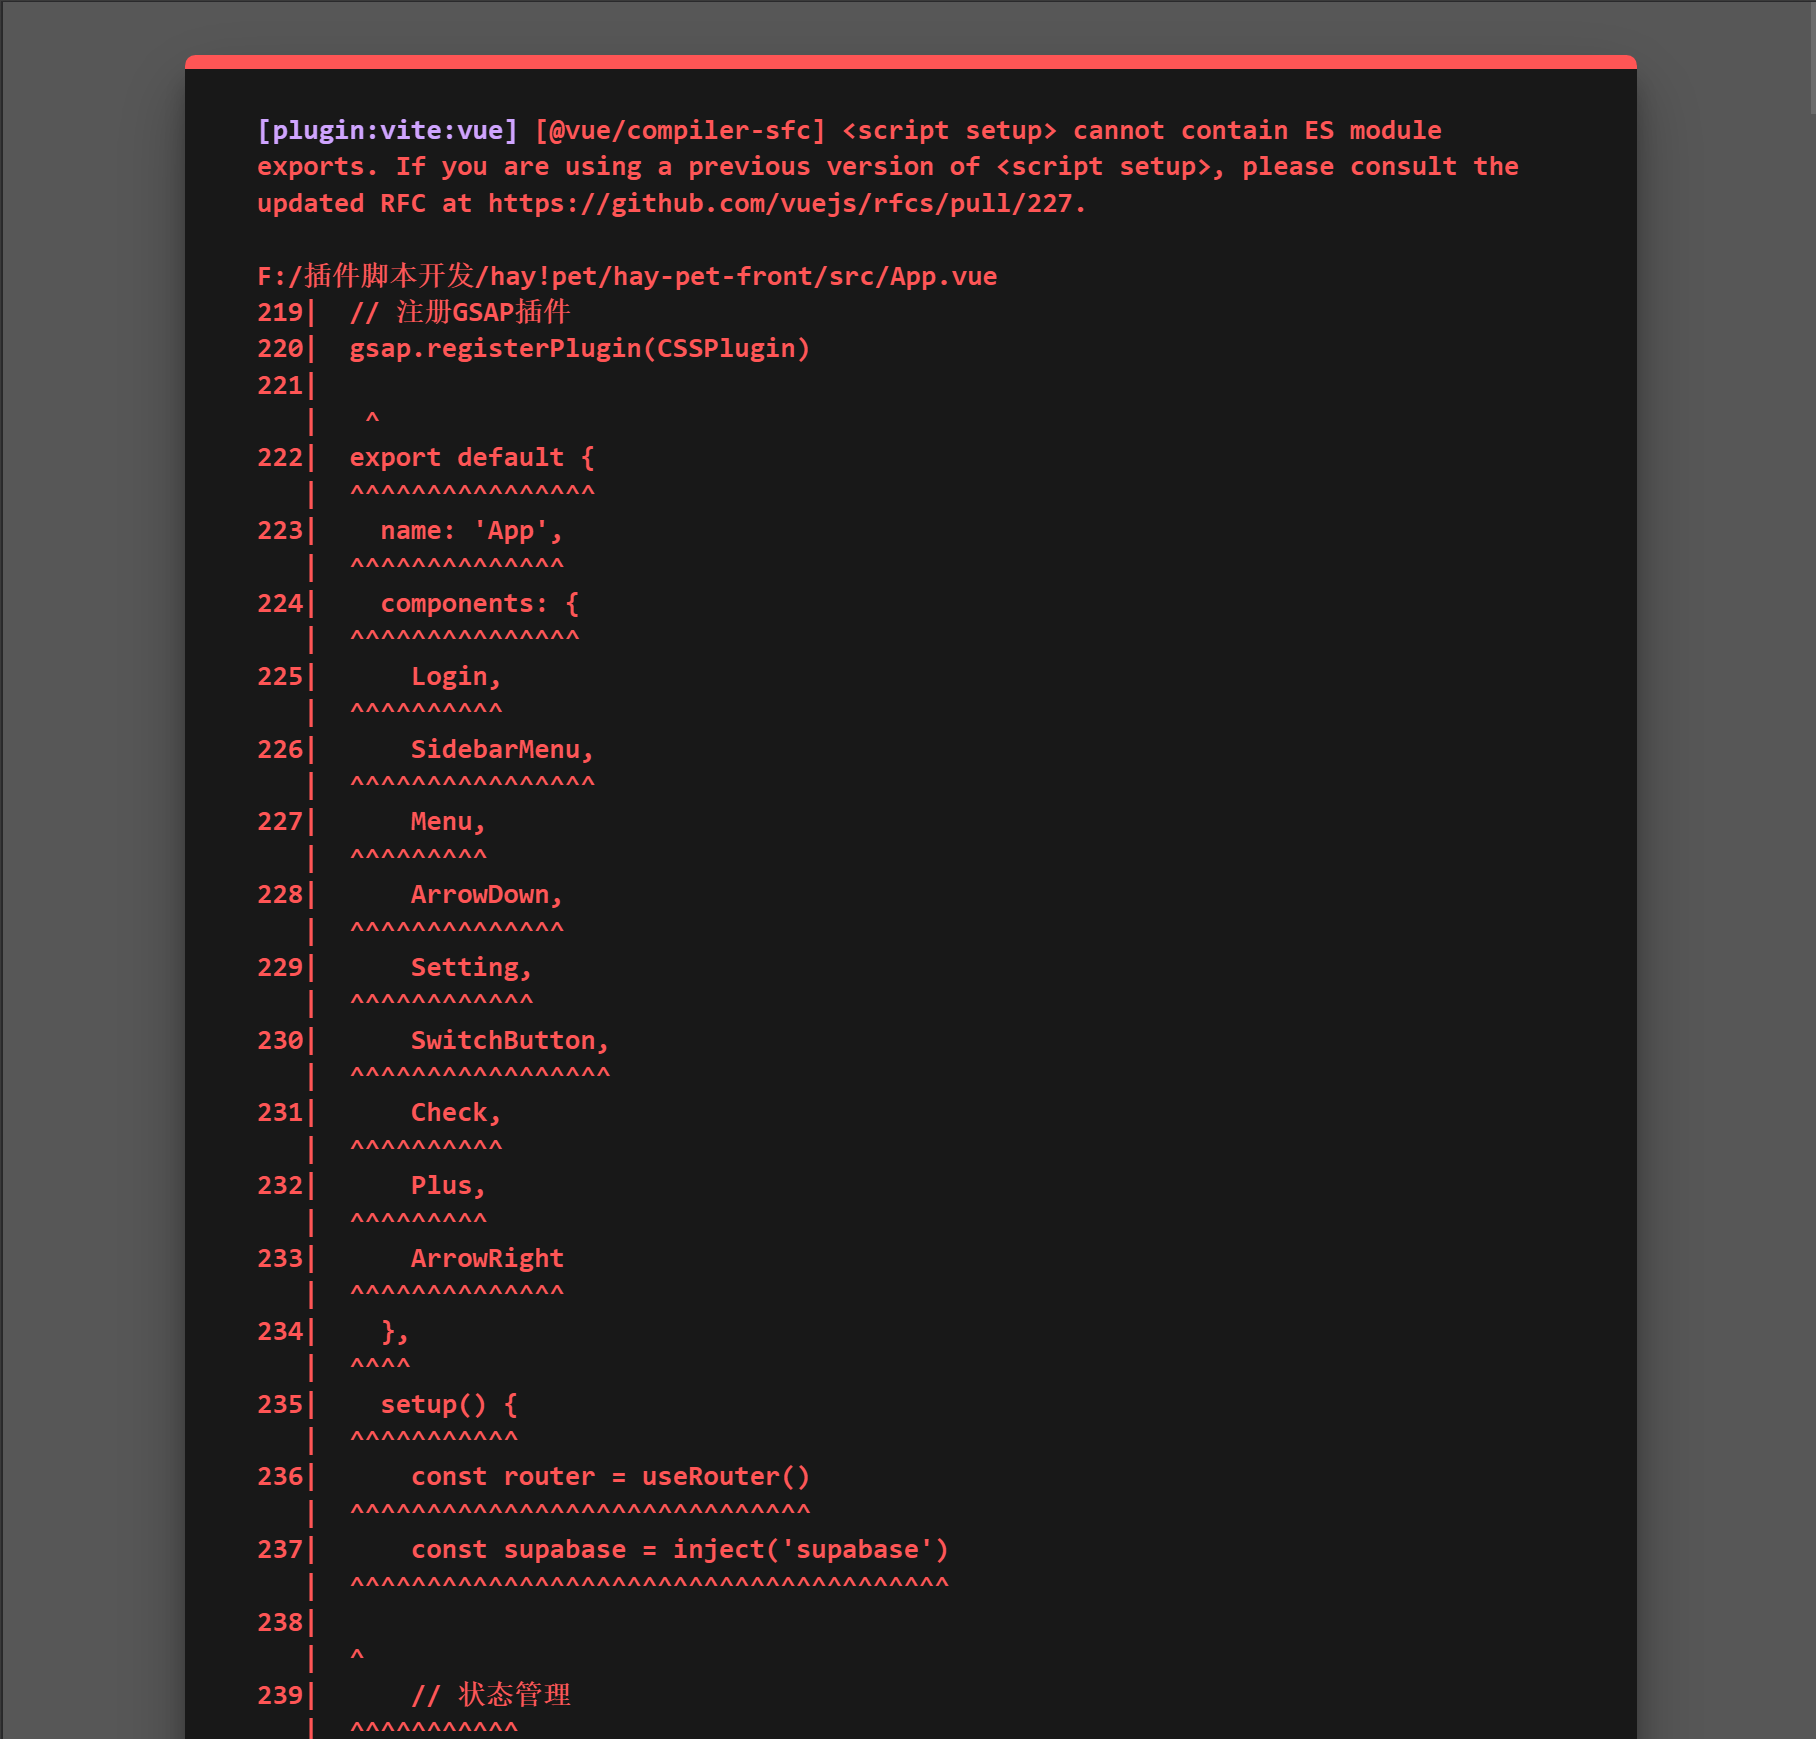 [plugin:vite:vue] [@vue/compiler-sfc] <script setup> cannot contain ES module
exports. If you are using a previous version of <script setup>, please consult the
updated RFC at https://github.com/vuejs/rfcs/pull/227.

F:/插件脚本开发/hay!pet/hay-pet-front/src/App.vue
219|  // 注册GSAP插件
220|  gsap.registerPlugin(CSSPlugin)
221|
   |   ^
222|  export default {
   |  ^^^^^^^^^^^^^^^^
223|    name: 'App',
   |  ^^^^^^^^^^^^^^
224|    components: {
   |  ^^^^^^^^^^^^^^^
225|      Login,
   |  ^^^^^^^^^^
226|      SidebarMenu,
   |  ^^^^^^^^^^^^^^^^
227|      Menu,
   |  ^^^^^^^^^
228|      ArrowDown,
   |  ^^^^^^^^^^^^^^
229|      Setting,
   |  ^^^^^^^^^^^^
230|      SwitchButton,
   |  ^^^^^^^^^^^^^^^^^
231|      Check,
   |  ^^^^^^^^^^
232|      Plus,
   |  ^^^^^^^^^
233|      ArrowRight
   |  ^^^^^^^^^^^^^^
234|    },
   |  ^^^^
235|    setup() {
   |  ^^^^^^^^^^^
236|      const router = useRouter()
   |  ^^^^^^^^^^^^^^^^^^^^^^^^^^^^^^
237|      const supabase = inject('supabase')
   |  ^^^^^^^^^^^^^^^^^^^^^^^^^^^^^^^^^^^^^^^
238|
   |  ^
239|      // 状态管理
   |  ^^^^^^^^^^^